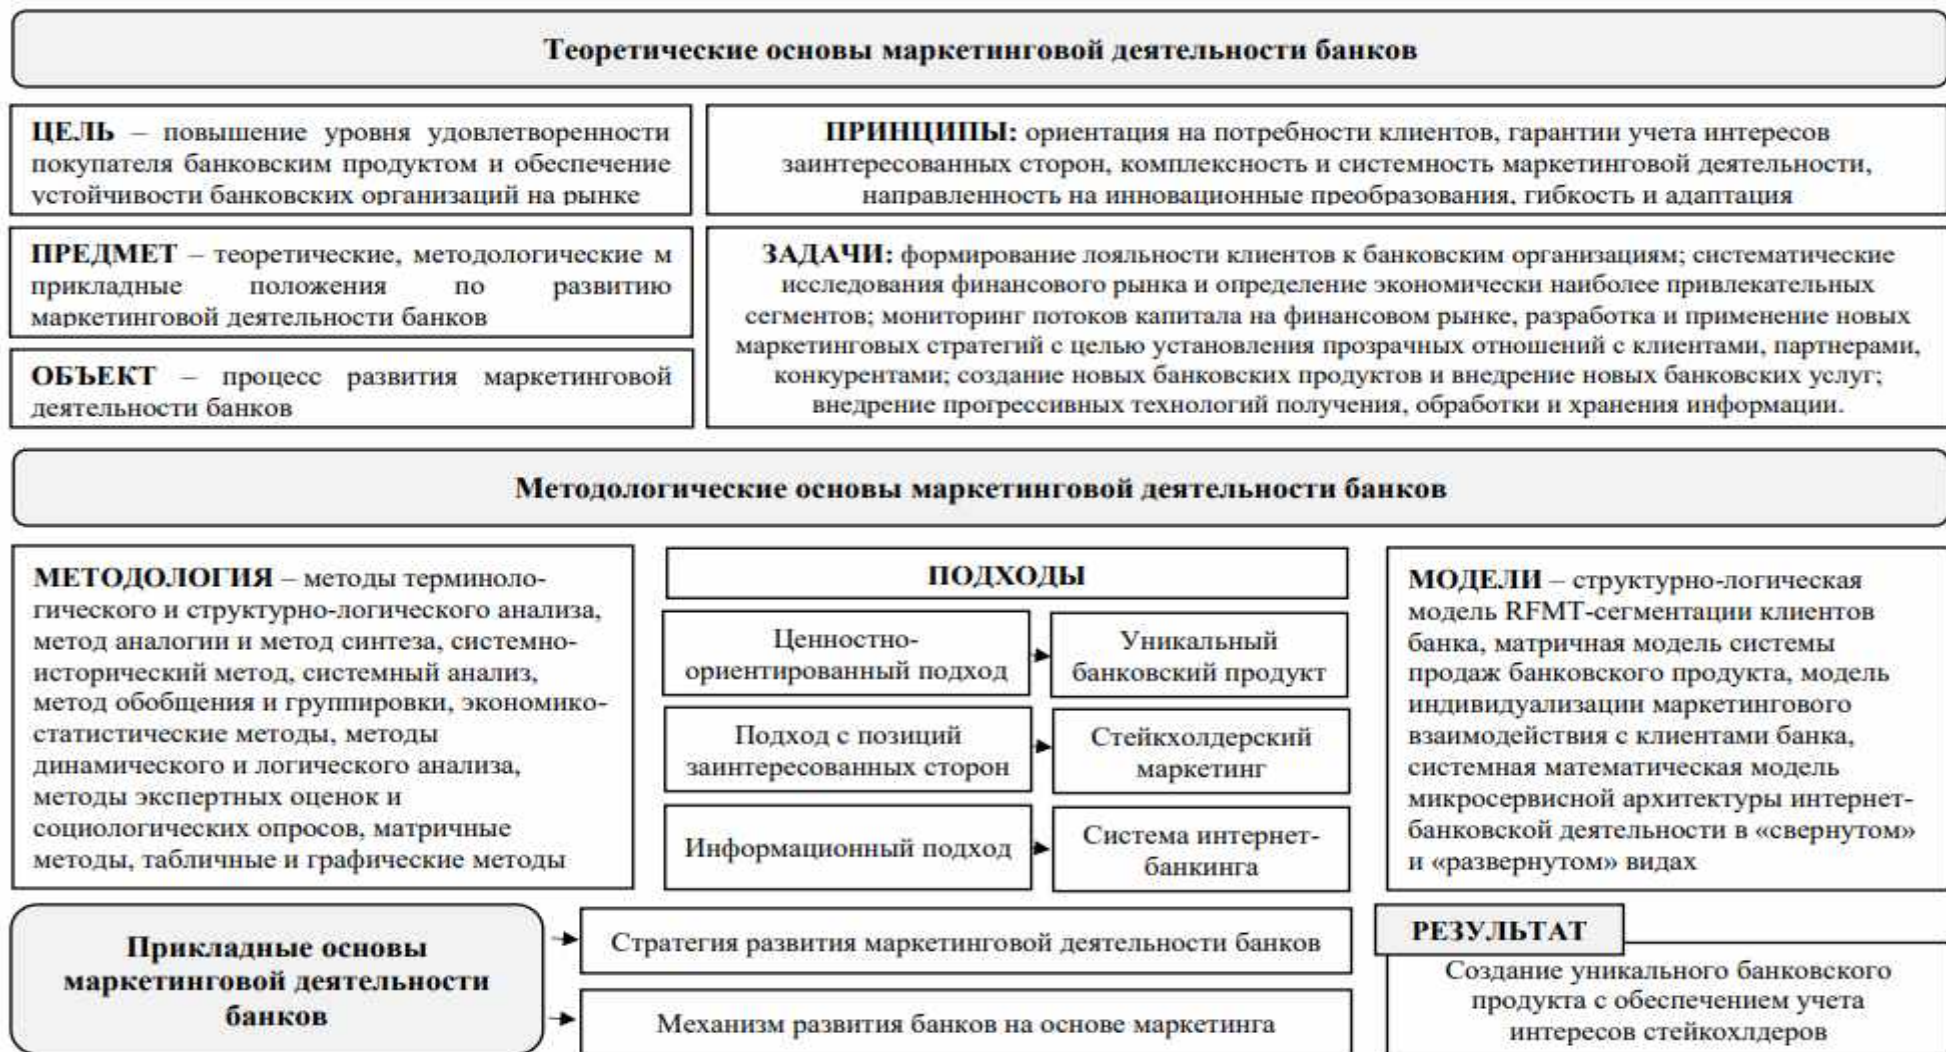 Теоретические основы маркетинговой деятельности банков
ЦЕЛЬ – повышение уровня удовлетворенности
покупателя банковским продуктом и обеспечение
устойчивости банковских организаций на рынке
ПРИНЦИПЫ: ориентация на потребности клиентов, гарантии учета интересов
заинтересованных сторон, комплексность и системность маркетинговой деятельности,
направленность на инновационные преобразования, гибкость и адаптация
ПРЕДМЕТ – теоретические, методологические м
прикладные положения по развитию
маркетинговой деятельности банков
ОБЪЕКТ – процесс развития маркетинговой
деятельности банков
ЗАДАЧИ: формирование лояльности клиентов к банковским организациям; систематические
исследования финансового рынка и определение экономически наиболее привлекательных
сегментов; мониторинг потоков капитала на финансовом рынке, разработка и применение новых
маркетинговых стратегий с целью установления прозрачных отношений с клиентами, партнерами,
конкурентами; создание новых банковских продуктов и внедрение новых банковских услуг;
внедрение прогрессивных технологий получения, обработки и хранения информации.
Методологические основы маркетинговой деятельности банков
МЕТОДОЛОГИЯ – методы терминоло-
гического и структурно-логического анализа,
метод аналогии и метод синтеза, системно-
исторический метод, системный анализ,
метод обобщения и группировки, экономико-
статистические методы, методы
динамического и логического анализа,
методы экспертных оценок и
социологических опросов, матричные
методы, табличные и графические методы
ПОДХОДЫ
Ценностно-
ориентированный подход
Уникальный
банковский продукт
Подход с позиций
заинтересованных сторон
Стейкхолдерский
маркетинг
Информационный подход
Система интернет-
банкинга
МОДЕЛИ – структурно-логическая
модель RFMT-сегментации клиентов
банка, матричная модель системы
продаж банковского продукта, модель
индивидуализации маркетингового
взаимодействия с клиентами банка,
системная математическая модель
микросервисной архитектуры интернет-
банковской деятельности в «свернутом»
и «развернутом» видах
Прикладные основы
маркетинговой деятельности
банков
Стратегия развития маркетинговой деятельности банков
Механизм развития банков на основе маркетинга
РЕЗУЛЬТАТ
Создание уникального банковского
продукта с обеспечением учета
интересов стейкохлдеров